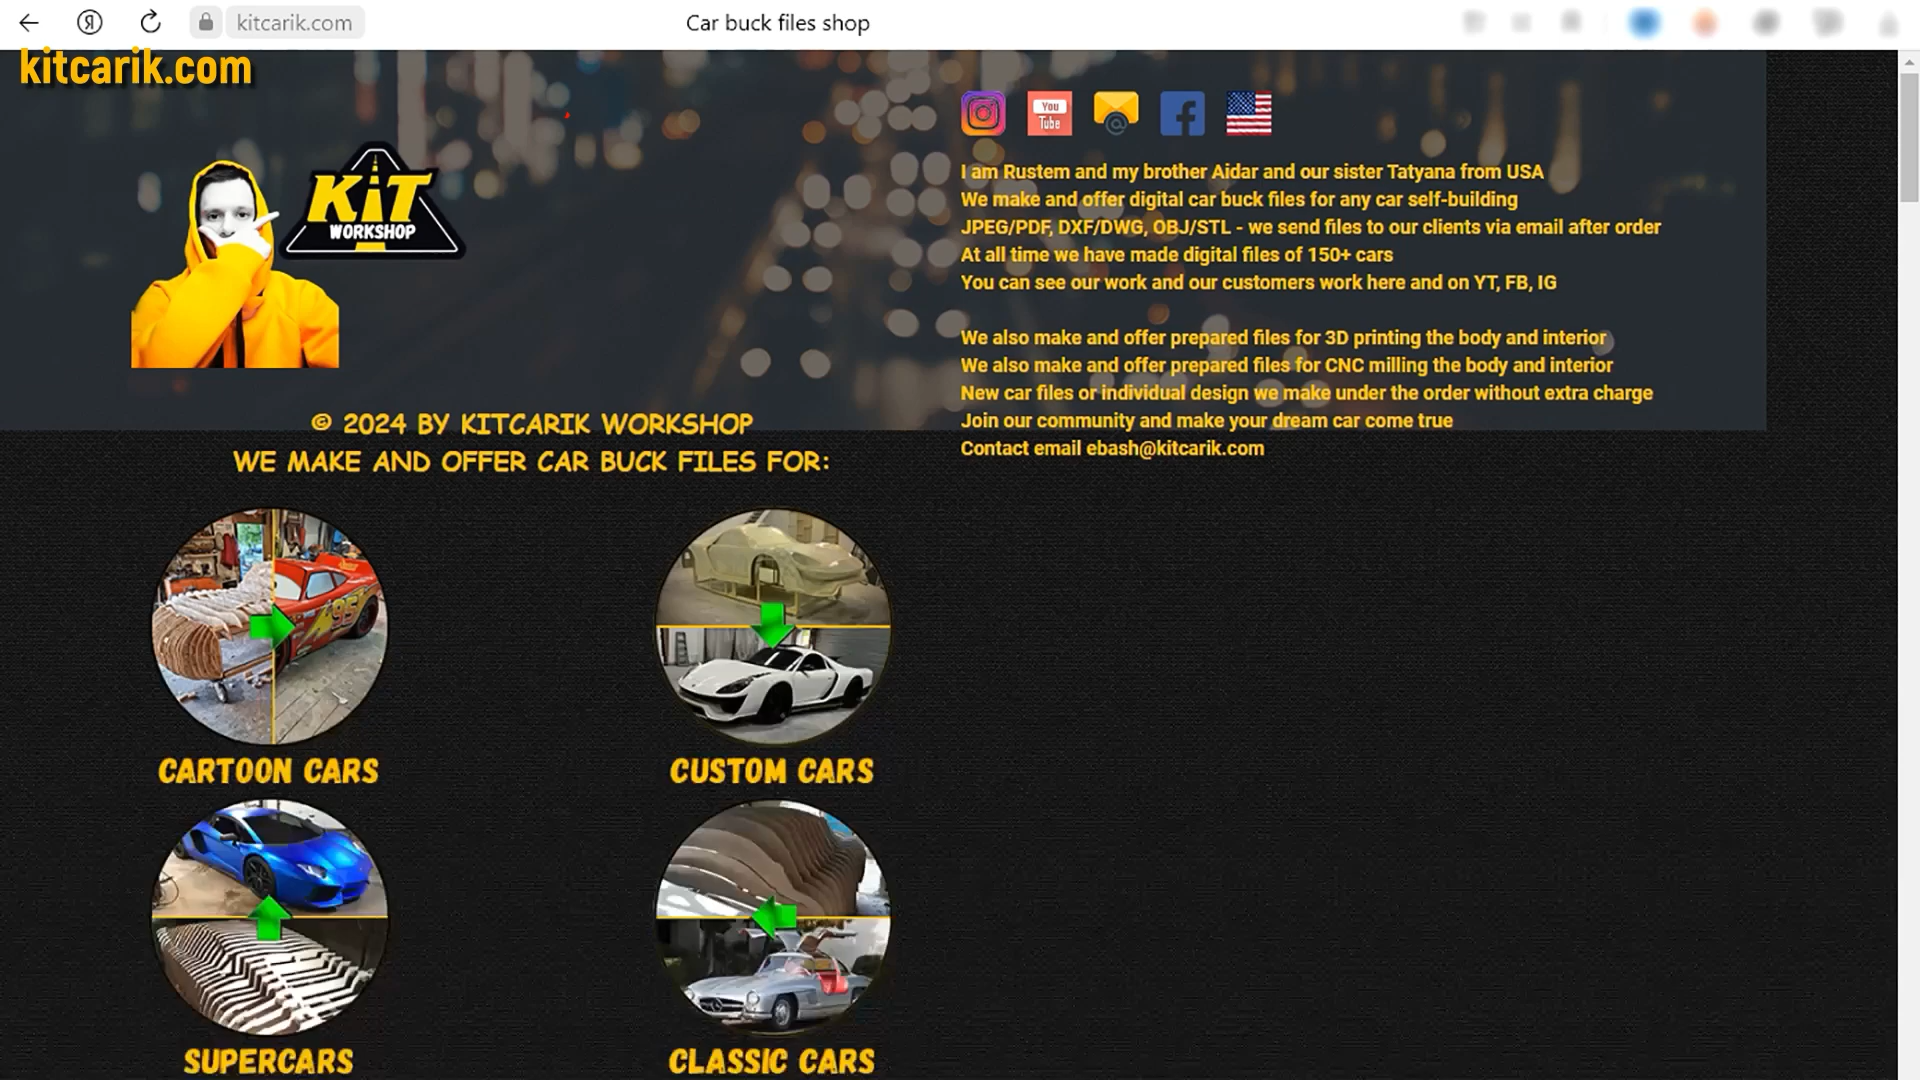 kitcarik.com
Car buck files shop
kitcarik.com
You
Tube
KiT
WORKSHOP
I am Rustem and my brother Aidar and our sister Tatyana from USA
We make and offer digital car buck files for any car self-building
JPEG/PDF, DXF/DWG, OBJ/STL - we send files to our clients via email after order
At all time we have made digital files of 150+ cars
You can see our work and our customers work here and on YT, FB, IG
We also make and offer prepared files for 3D printing the body and interior
We also make and offer prepared files for CNC milling the body and interior
New car files or individual design we make under the order without extra charge
Join our community and make your dream car come true
Contact email ebash@kitcarik.com
© 2024 BY KITCARIK WORKSHOP
WE MAKE AND OFFER CAR BUCK FILES FOR:
95
CARTOON CARS
CUSTOM CARS
SUPERCARS
CLASSIC CARS